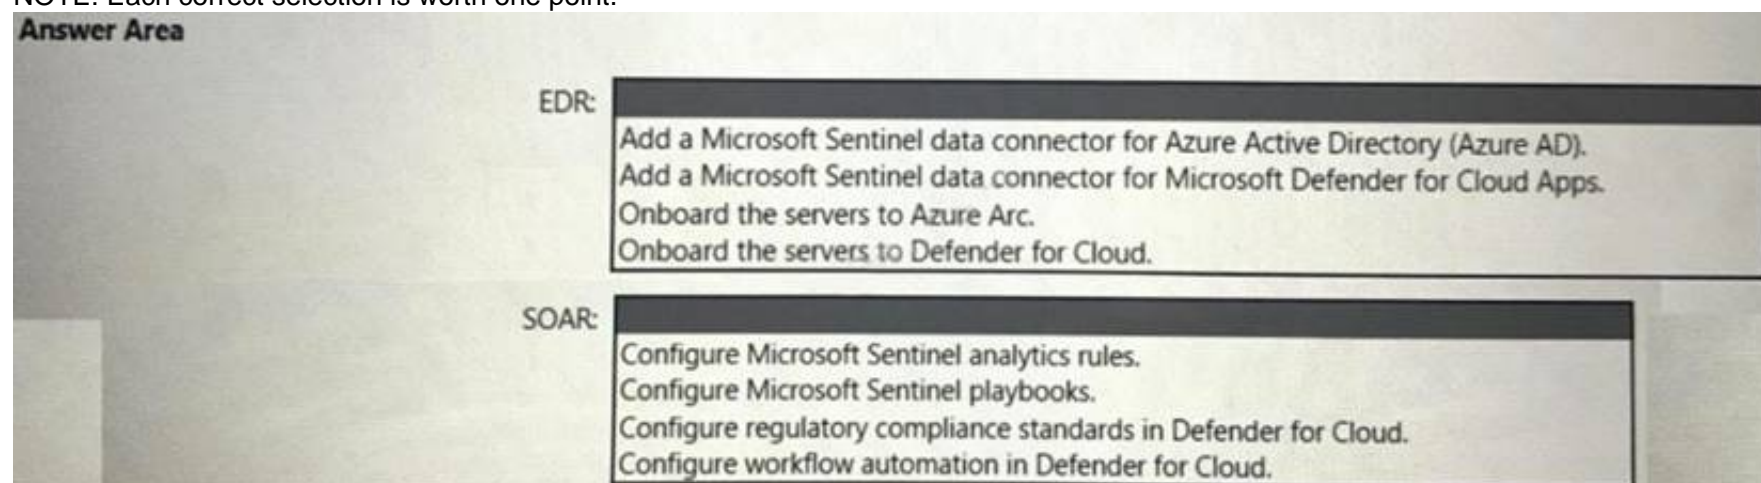 NOTE: Each correct selection is worth one point.
Answer Area
EDR:
Add a Microsoft Sentinel data connector for Azure Active Directory (Azure AD).
Add a Microsoft Sentinel data connector for Microsoft Defender for Cloud Apps.
Onboard the servers to Azure Arc.
Onboard the servers to Defender for Cloud.
SOAR:
Configure Microsoft Sentinel analytics rules.
Configure Microsoft Sentinel playbooks.
Configure regulatory compliance standards in Defender for Cloud.
Configure workflow automation in Defender for Cloud.